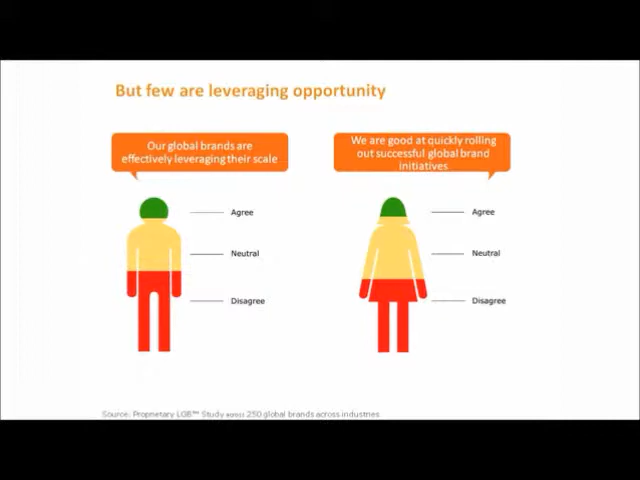 But few are leveraging opportunity
Our global brands are
effectively leveraging their scale
We are good at quickly rolling
out successful global brand
initiatives
Agree
Neutral
Disagree
Agree
Neutral
Disagree
Source: Proprietary LGB™ Study across 250 global brands across industries